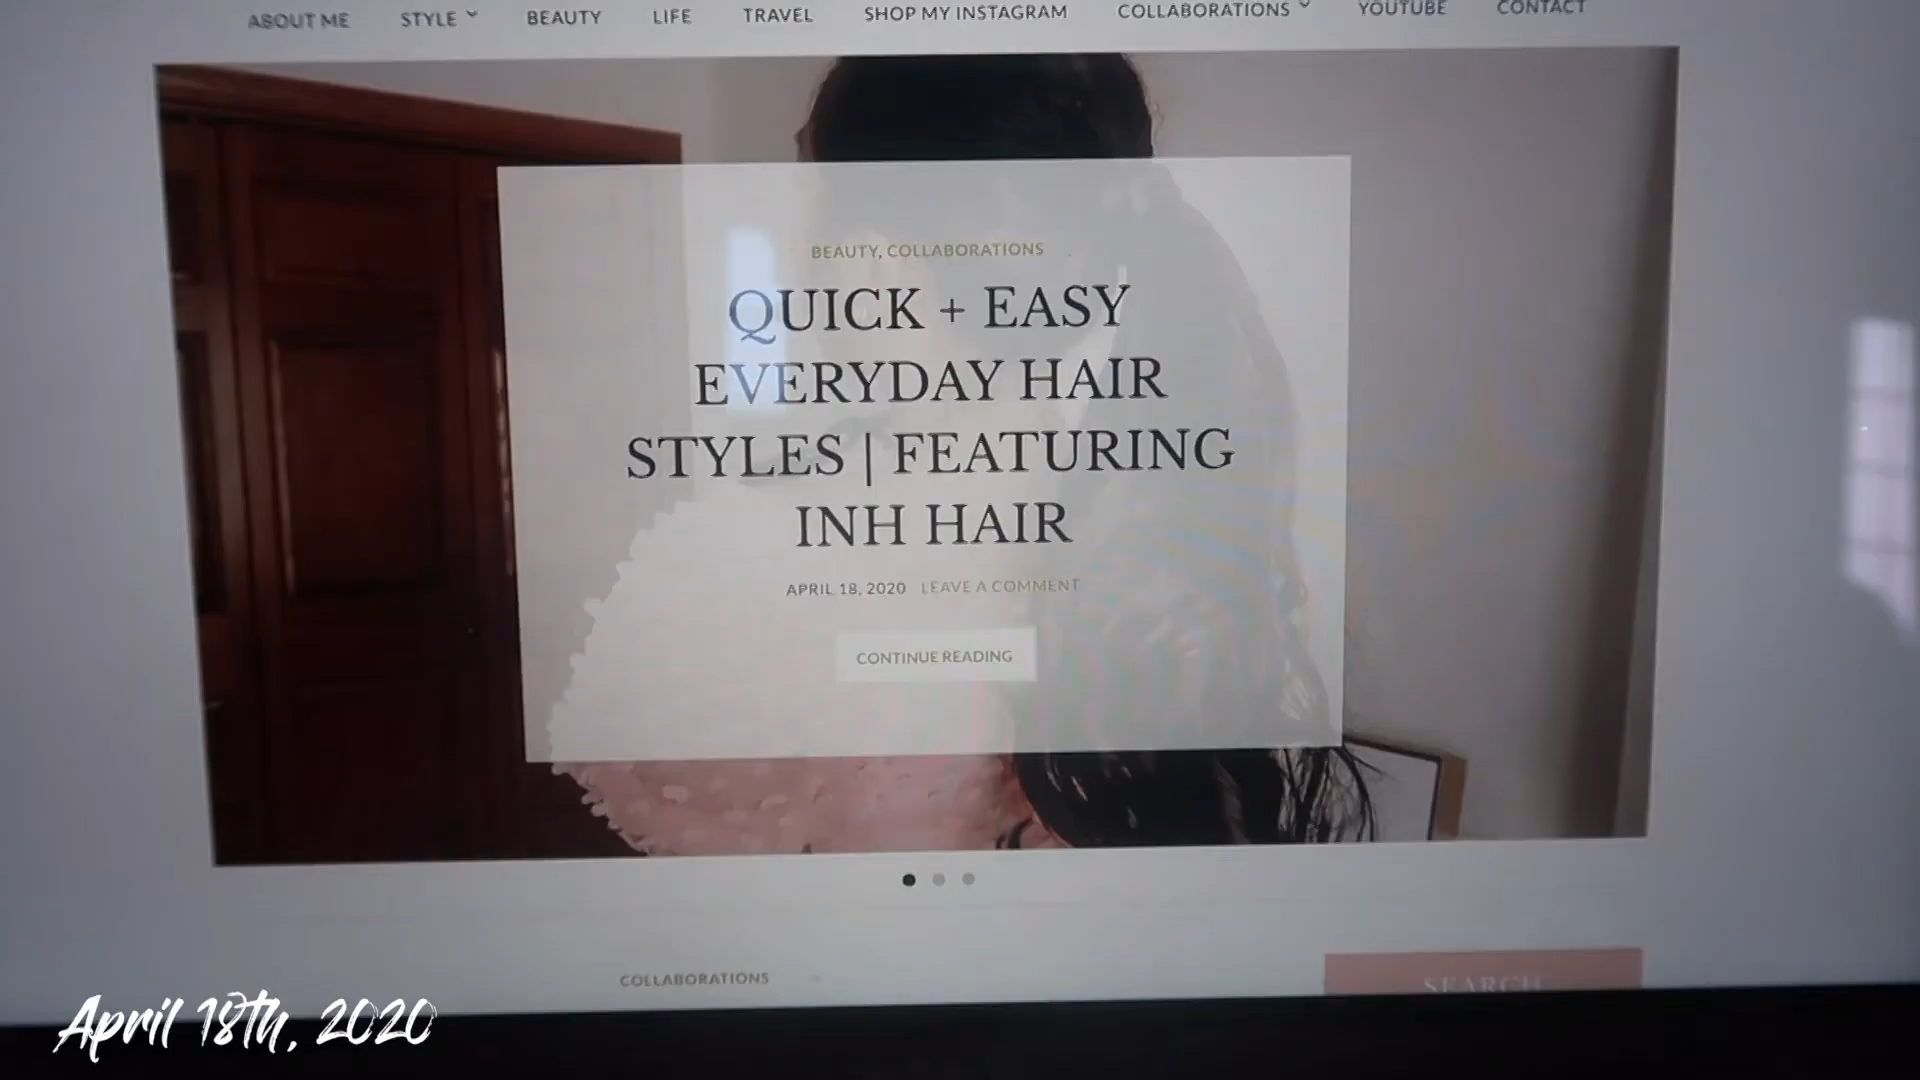 ABOUT ME STYLE BEAUTY LIFE TRAVEL SHOP MY INSTAGRAM COLLABORATIONS YOUTUBE CONTACT
BEAUTY, COLLABORATIONS
QUICK + EASY
EVERYDAY HAIR
STYLES | FEATURING
INH HAIR
APRIL 18, 2020 LEAVE A COMMENT
CONTINUE READING
COLLABORATIONS
SEARCH
April 18th, 2020